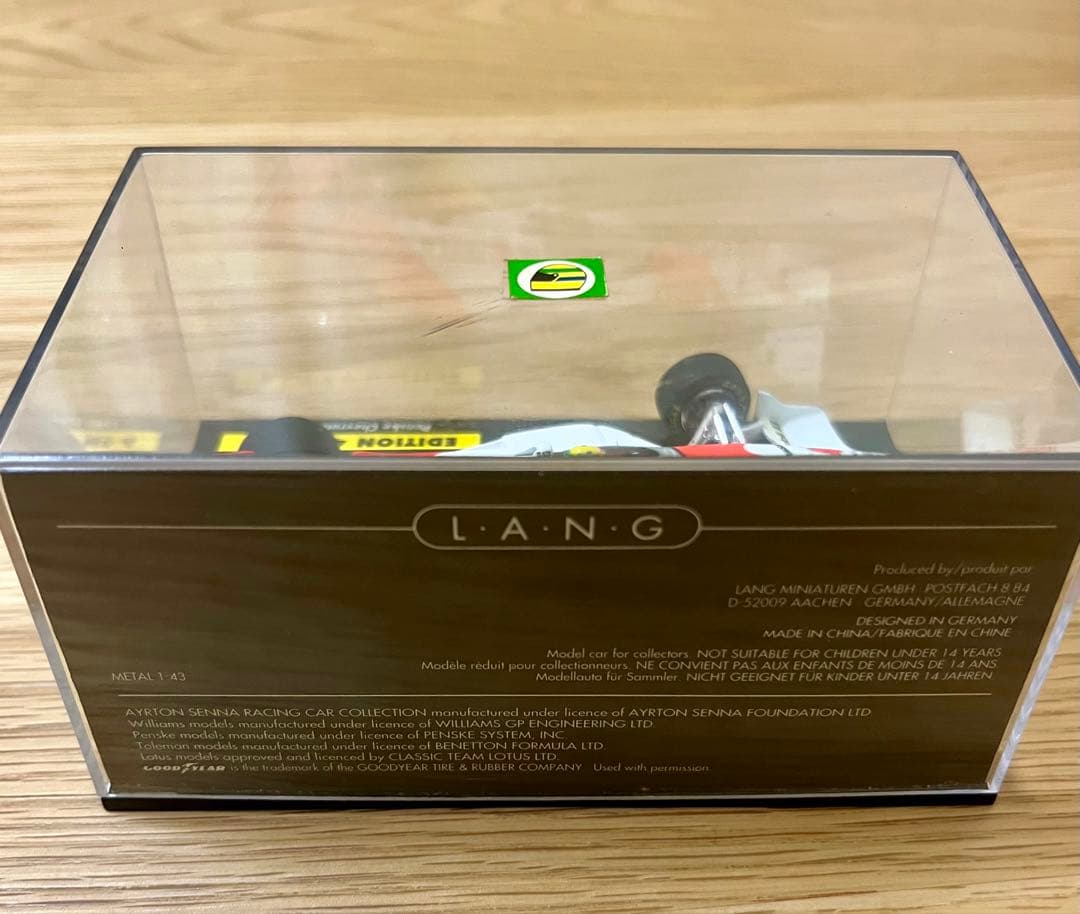 EDITION 4
Penske
L·A·N·G
Produced by/produit par
LANG MINIATUREN GMBH · POSTFACH 8 84
D-52009 AACHEN · GERMANY/ALLEMAGNE
DESIGNED IN GERMANY
MADE IN CHINA/FABRIQUE EN CHINE
Model car for collectors. NOT SUITABLE FOR CHILDREN UNDER 14 YEARS
Modèle réduit pour collectionneurs. NE CONVIENT PAS AUX ENFANTS DE MOINS DE 14 ANS.
Modellauto für Sammler. NICHT GEEIGNET FÜR KINDER UNTER 14 JAHREN
METAL 1:43
AYRTON SENNA RACING CAR COLLECTION manufactured under licence of AYRTON SENNA FOUNDATION LTD.
Williams models manufactured under licence of WILLIAMS GP ENGINEERING LTD.
Penske models manufactured under licence of PENSKE SYSTEM, INC.
Toleman models manufactured under licence of BENETTON FORMULA LTD.
Lotus models approved and licenced by CLASSIC TEAM LOTUS LTD.
GOODYEAR is the trademark of the GOODYEAR TIRE & RUBBER COMPANY. Used with permission.